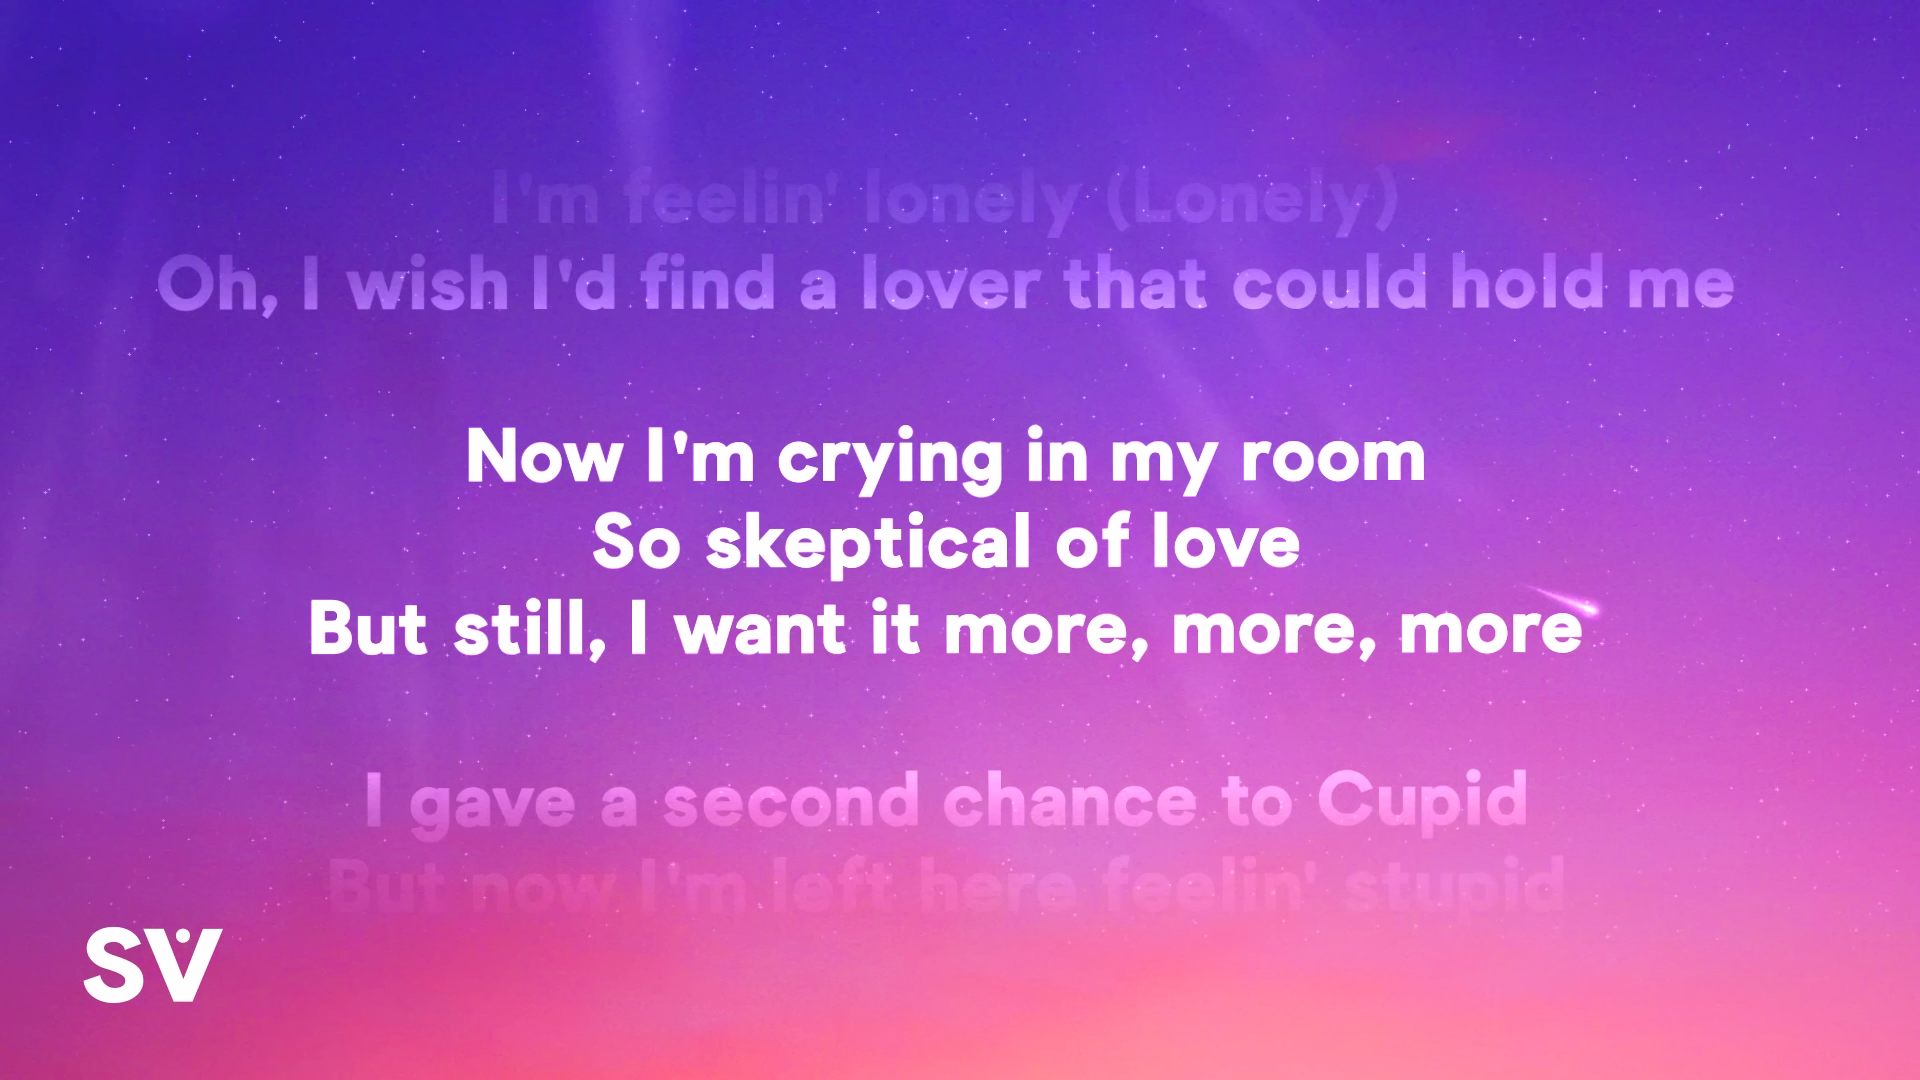 I'm feelin' lonely (Lonely)
Oh, I wish I'd find a lover that could hold me
Now I'm crying in my room
So skeptical of love
But still, I want it more, more, more
I gave a second chance to Cupid
But now I'm left here feelin' stupid
SV